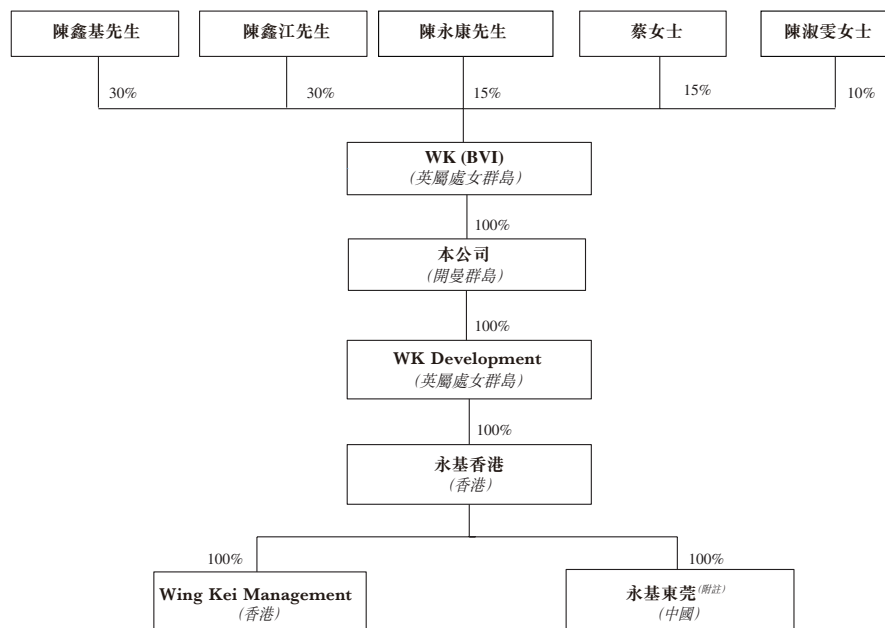 陳鑫基先生
陳鑫江先生
陳永康先生
蔡女士
陳淑雯女士
30%
30%
15%
15%
10%
WK (BVI)
(英屬處女群島)
100%
本公司
(開曼群島)
100%
WK Development
(英屬處女群島)
100%
永基香港
(香港)
100%
100%
Wing Kei Management
(香港)
永基東莞(附註)
(中國)